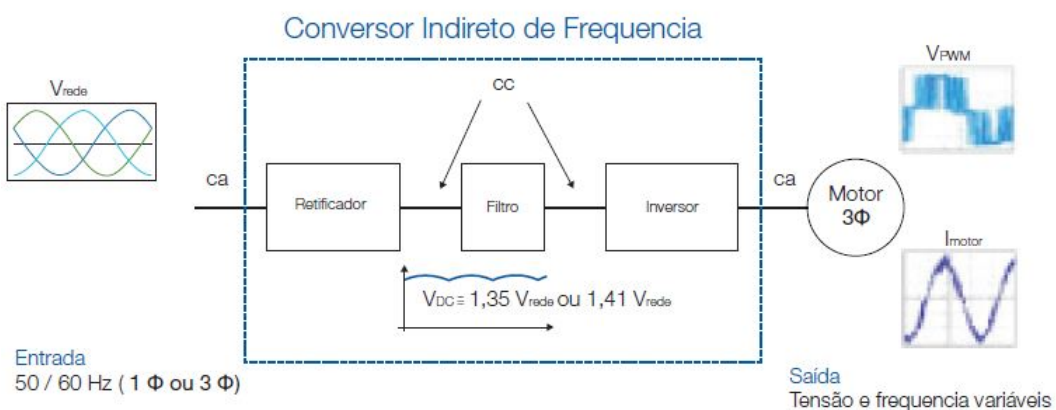 Conversor Indireto de Frequencia
Vrede
cc
VPWM
ca
Retificador
Filtro
Inversor
ca
Motor
3Φ
Imotor
VDC ≅ 1,35 Vrede ou 1,41 Vrede
Entrada
50 / 60 Hz ( 1 Φ ou 3 Φ)
Saída
Tensão e frequencia variáveis